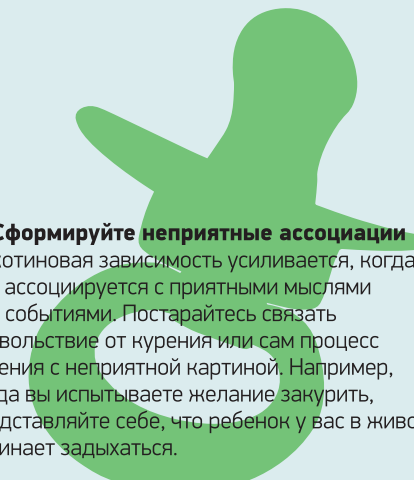 Сформируйте неприятные ассоциации
котиновая зависимость усиливается, когда
ассоциируется с приятными мыслями
событиями. Постарайтесь связать
вольствие от курения или сам процесс
ения с неприятной картиной. Например,
да вы испытываете желание закурить,
дставляйте себе, что ребенок у вас в живо
инает задыхаться.